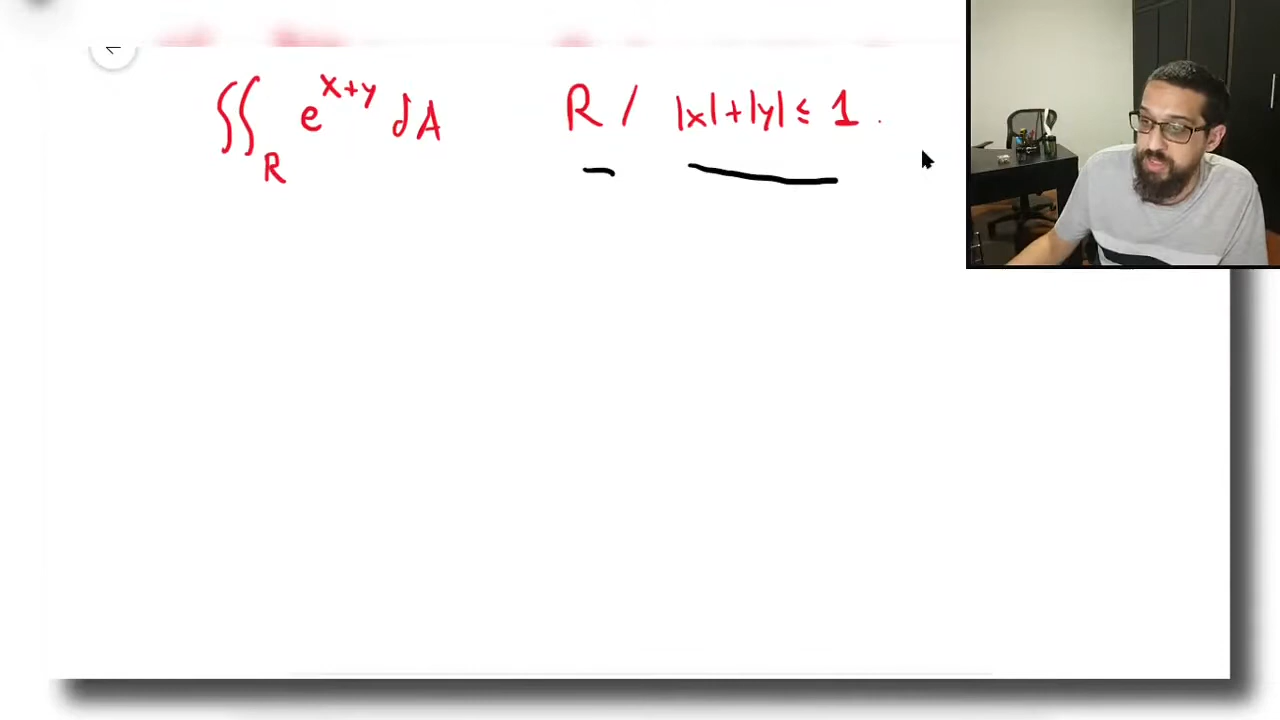 ∬_R e^{x+y} dA R / |x|+|y| ≤ 1.